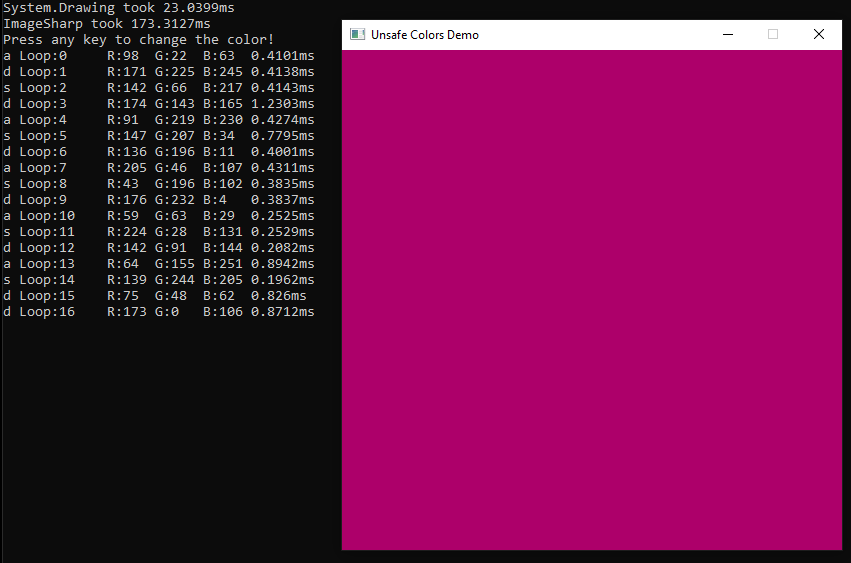 System.Drawing took 23.0399ms
ImageSharp took 173.3127ms
Press any key to change the color!
a Loop:0    R:98  G:22  B:63  0.4101ms
d Loop:1    R:171 G:225 B:245 0.4138ms
s Loop:2    R:142 G:66  B:217 0.4143ms
d Loop:3    R:174 G:143 B:165 1.2303ms
a Loop:4    R:91  G:219 B:230 0.4274ms
s Loop:5    R:147 G:207 B:34  0.7795ms
d Loop:6    R:136 G:196 B:11  0.4001ms
a Loop:7    R:205 G:46  B:107 0.4311ms
s Loop:8    R:43  G:196 B:102 0.3835ms
d Loop:9    R:176 G:232 B:4   0.3837ms
a Loop:10   R:59  G:63  B:29  0.2525ms
s Loop:11   R:224 G:28  B:131 0.2529ms
d Loop:12   R:142 G:91  B:144 0.2082ms
a Loop:13   R:64  G:155 B:251 0.8942ms
s Loop:14   R:139 G:244 B:205 0.1962ms
d Loop:15   R:75  G:48  B:62  0.826ms
d Loop:16   R:173 G:0   B:106 0.8712ms
Unsafe Colors Demo